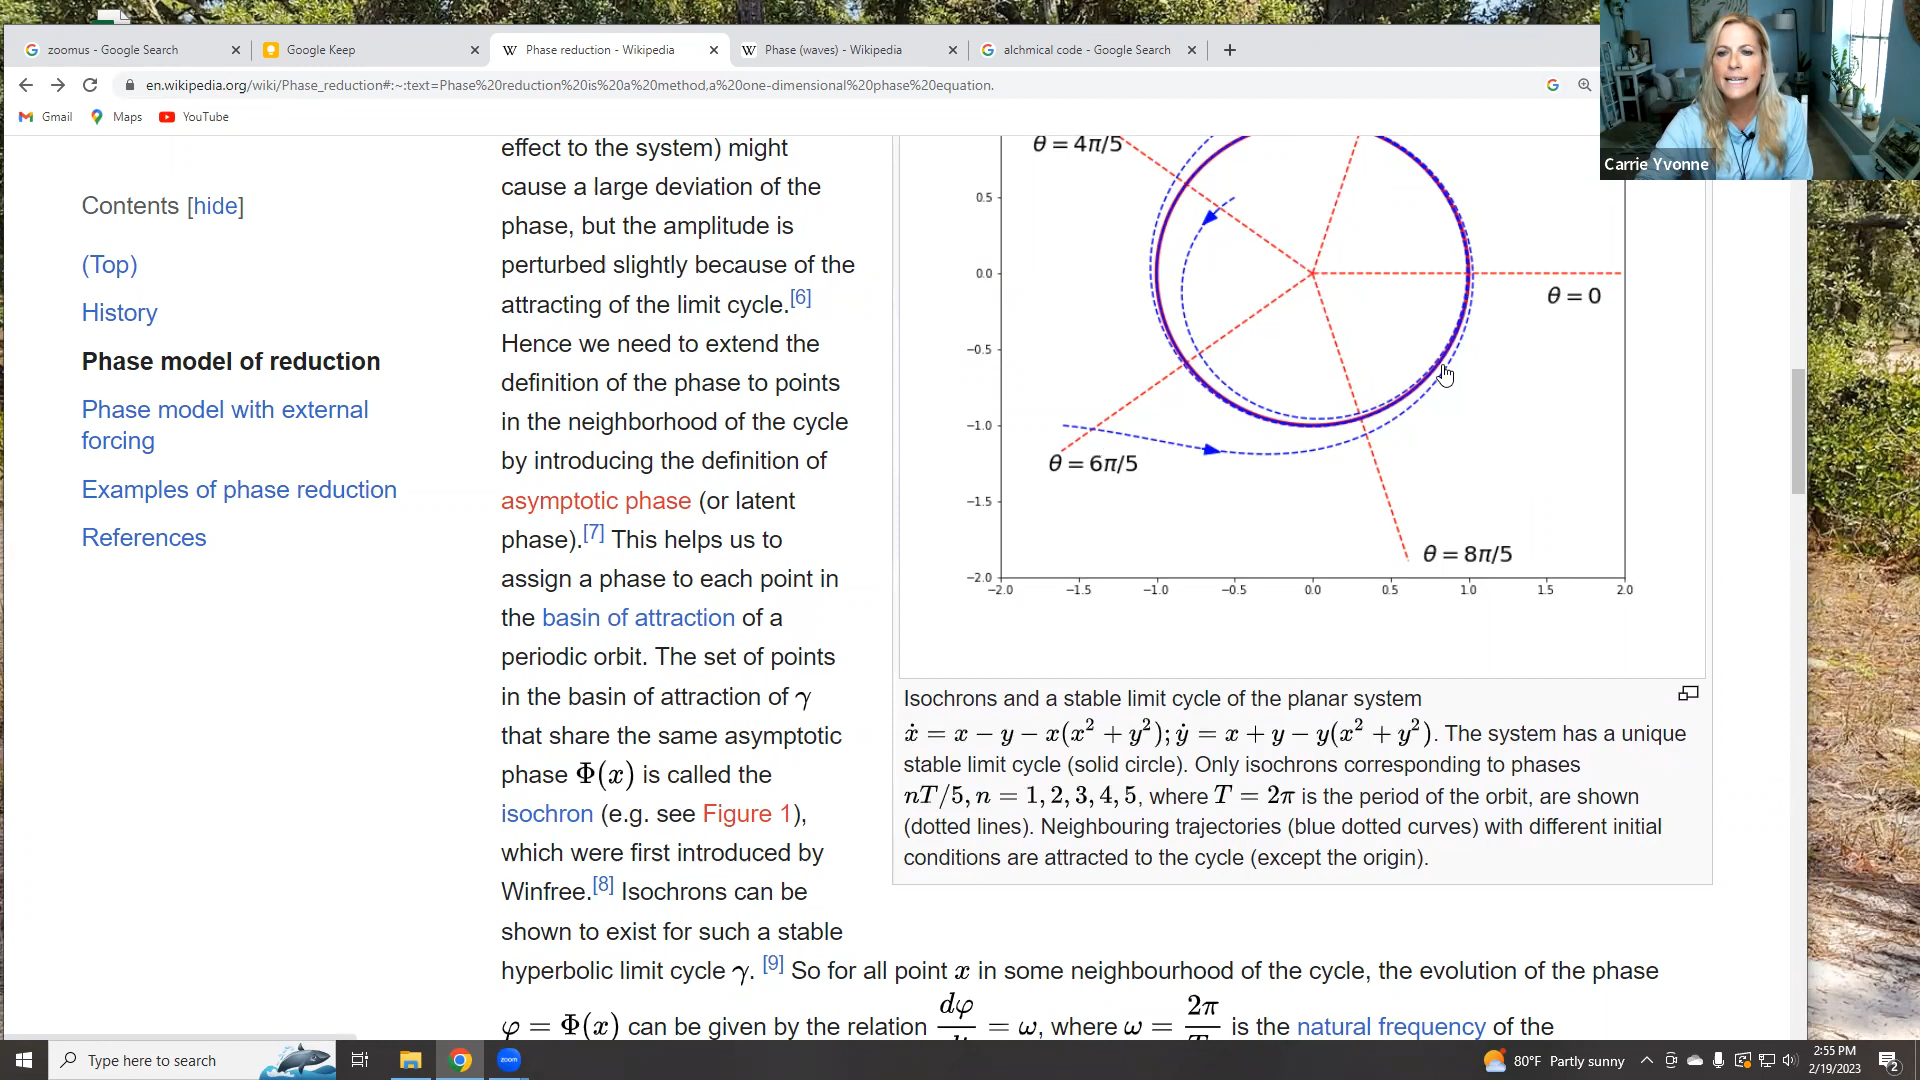 zoomus - Google Search
Google Keep
Phase reduction - Wikipedia
Phase (waves) - Wikipedia
alchmical code - Google Search
en.wikipedia.org/wiki/Phase_reduction#:~:text=Phase%20reduction%20is%20a%20method,a%20one-dimensional%20phase%20equation.
Gmail
Maps
YouTube
Carrie Yvonne
Contents [hide]
(Top)
History
Phase model of reduction
Phase model with external
forcing
Examples of phase reduction
References
effect to the system) might
cause a large deviation of the
phase, but the amplitude is
perturbed slightly because of the
attracting of the limit cycle.[6]
Hence we need to extend the
definition of the phase to points
in the neighborhood of the cycle
by introducing the definition of
asymptotic phase (or latent
phase).[7] This helps us to
assign a phase to each point in
the basin of attraction of a
periodic orbit. The set of points
in the basin of attraction of γ
that share the same asymptotic
phase Φ(x) is called the
isochron (e.g. see Figure 1),
which were first introduced by
Winfree.[8] Isochrons can be
shown to exist for such a stable
hyperbolic limit cycle γ. [9] So for all point x in some neighbourhood of the cycle, the evolution of the phase
φ = Φ(x) can be given by the relation dφ/dt = ω, where ω = 2π/T is the natural frequency of the
θ = 4π/5
θ = 0
θ = 6π/5
θ = 8π/5
0.5
0.0
−0.5
−1.0
−1.5
−2.0
−2.0 −1.5 −1.0 −0.5 0.0 0.5 1.0 1.5 2.0
Isochrons and a stable limit cycle of the planar system
ẋ = x − y − x(x² + y²); ẏ = x + y − y(x² + y²). The system has a unique
stable limit cycle (solid circle). Only isochrons corresponding to phases
nT/5, n = 1, 2, 3, 4, 5, where T = 2π is the period of the orbit, are shown
(dotted lines). Neighbouring trajectories (blue dotted curves) with different initial
conditions are attracted to the cycle (except the origin).
Type here to search
zoom
80°F Partly sunny
2:55 PM
2/19/2023
2